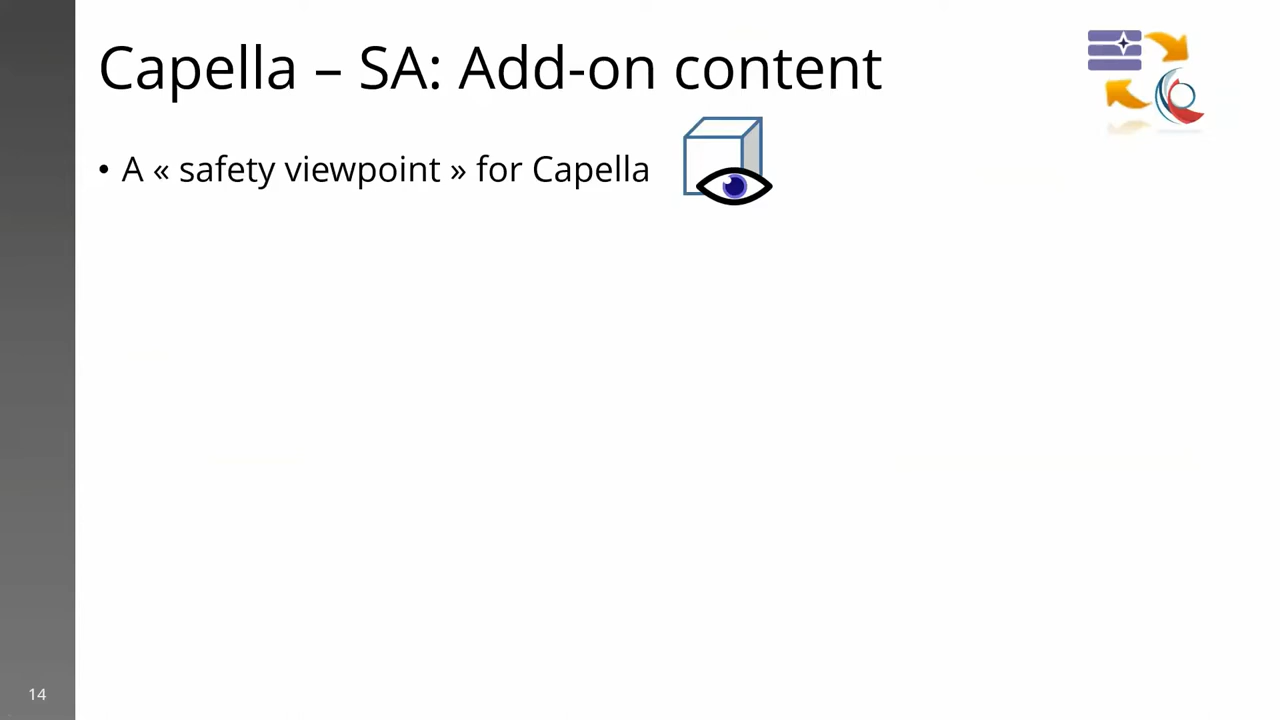 Capella – SA: Add-on content
• A « safety viewpoint » for Capella
14